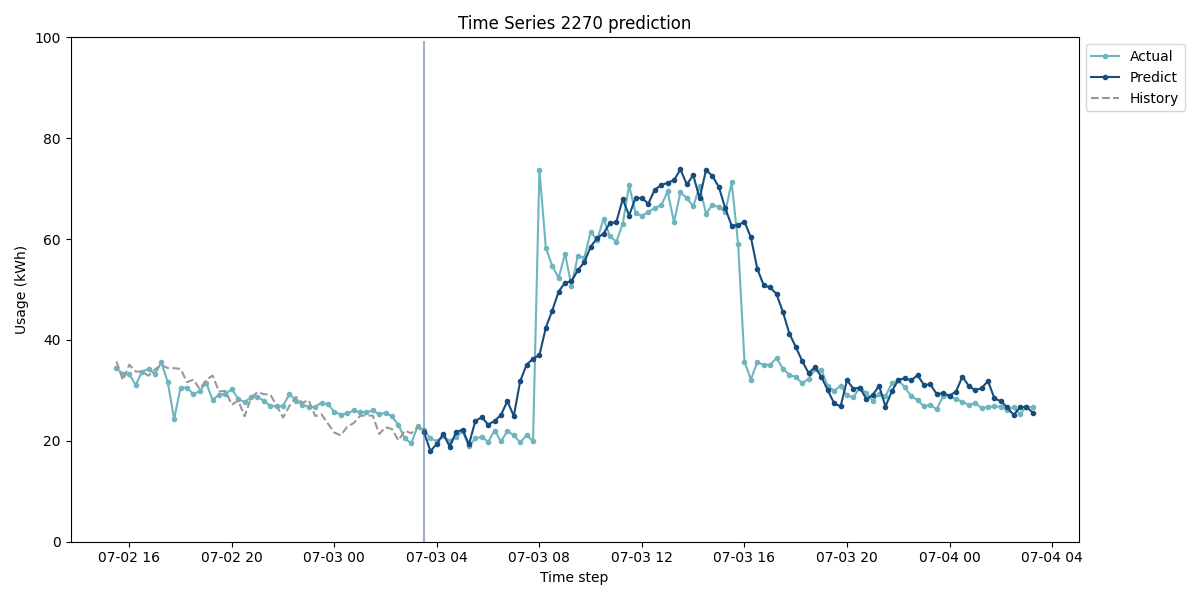 Time Series 2270 prediction
100
80
60
40
20
0
Usage (kWh)
07-02 16
07-02 20
07-03 00
07-03 04
07-03 08
07-03 12
07-03 16
07-03 20
07-04 00
07-04 04
Time step
Actual
Predict
History